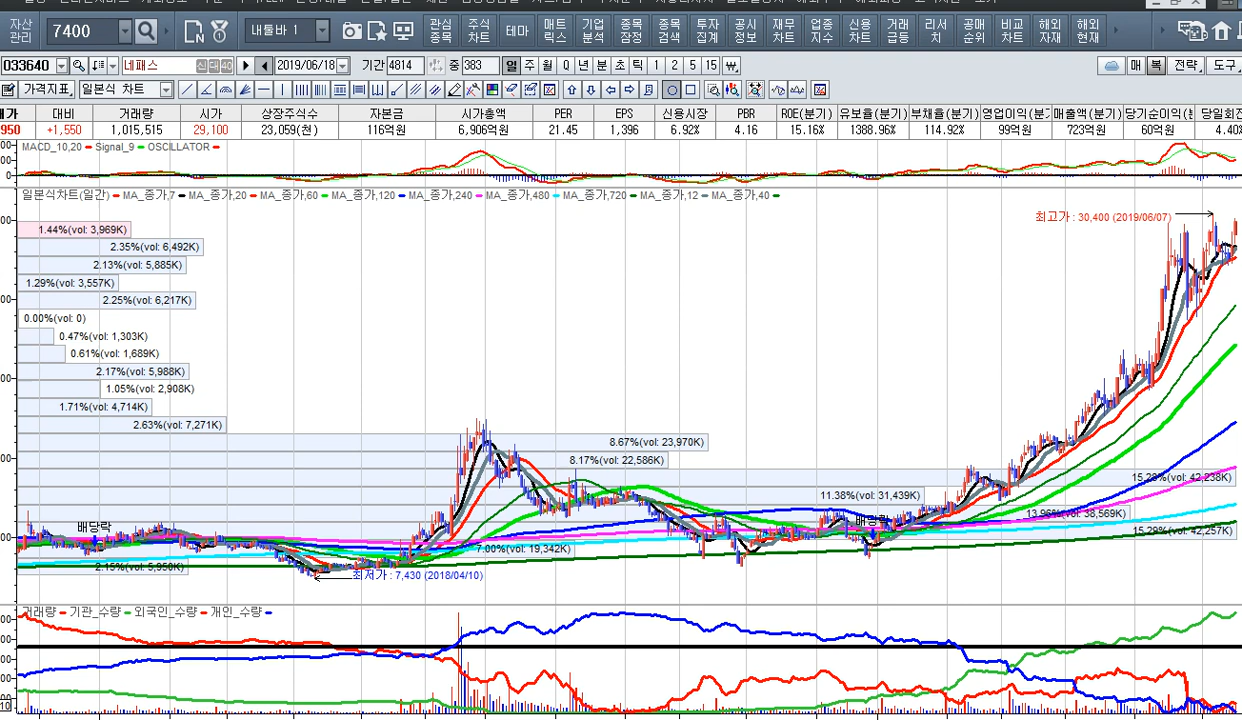 자산 관리 7400 내툴바 1 관심 종목 주식 차트 테마 매트 릭스 기업 분석 종목 잠정 종목 검색 투자 집계 공시 정보 재무 차트 업종 지수 신용 차트 거래 급등 리서 치 공매 순위 비교 차트 해외 자재 해외 현재
033640 네패스 신 대 40 2019/06/18 기간 4814 중 383 일 주 월 Q 년 분 초 틱 1 2 5 15 매 복 전략 도구
가격지표 일본식 차트
대비 거래량 시가 상장주식수 자본금 시가총액 PER EPS 신용시장 PBR ROE(분기) 유보율(분기) 부채율(분기) 영업이익(분기 매출액(분기) 당기순이익(분 당일회전
950 +1,550 1,015,515 29,100 23,059(천) 116억원 6,906억원 21.45 1,396 6.92% 4.16 15.16% 1388.96% 114.92% 99억원 723억원 60억원 4.40%
MACD_10,20 Signal_9 OSCILLATOR
0
일본식차트(일간) MA_종가,7 MA_종가,20 MA_종가,60 MA_종가,120 MA_종가,240 MA_종가,480 MA_종가,720 MA_종가,12 MA_종가,40
최고가 : 30,400 (2019/06/07)
1.44%(vol: 3,969K)
2.35%(vol: 6,492K)
2.13%(vol: 5,885K)
1.29%(vol: 3,557K)
2.25%(vol: 6,217K)
0.00%(vol: 0)
0.47%(vol: 1,303K)
0.61%(vol: 1,689K)
2.17%(vol: 5,988K)
1.05%(vol: 2,908K)
1.71%(vol: 4,714K)
2.63%(vol: 7,271K)
8.67%(vol: 23,970K)
8.17%(vol: 22,586K)
15.28%(vol: 42,238K)
11.38%(vol: 31,439K)
13.96%(vol: 38,569K)
배당락 배당락
15.29%(vol: 42,257K)
7.00%(vol: 19,342K)
2.15%(vol: 5,950K)
최저가 : 7,430 (2018/04/10)
거래량 기관_수량 외국인_수량 개인_수량